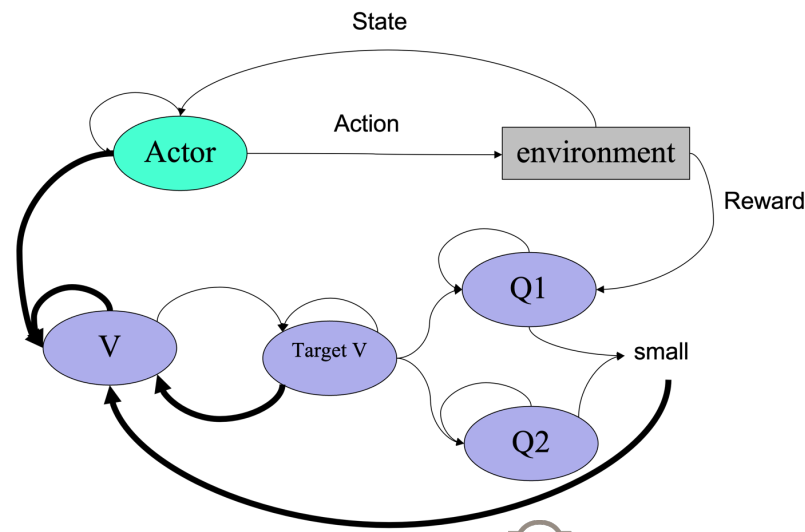 State
Action
Actor
environment
Reward
Q1
V
Target V
small
Q2